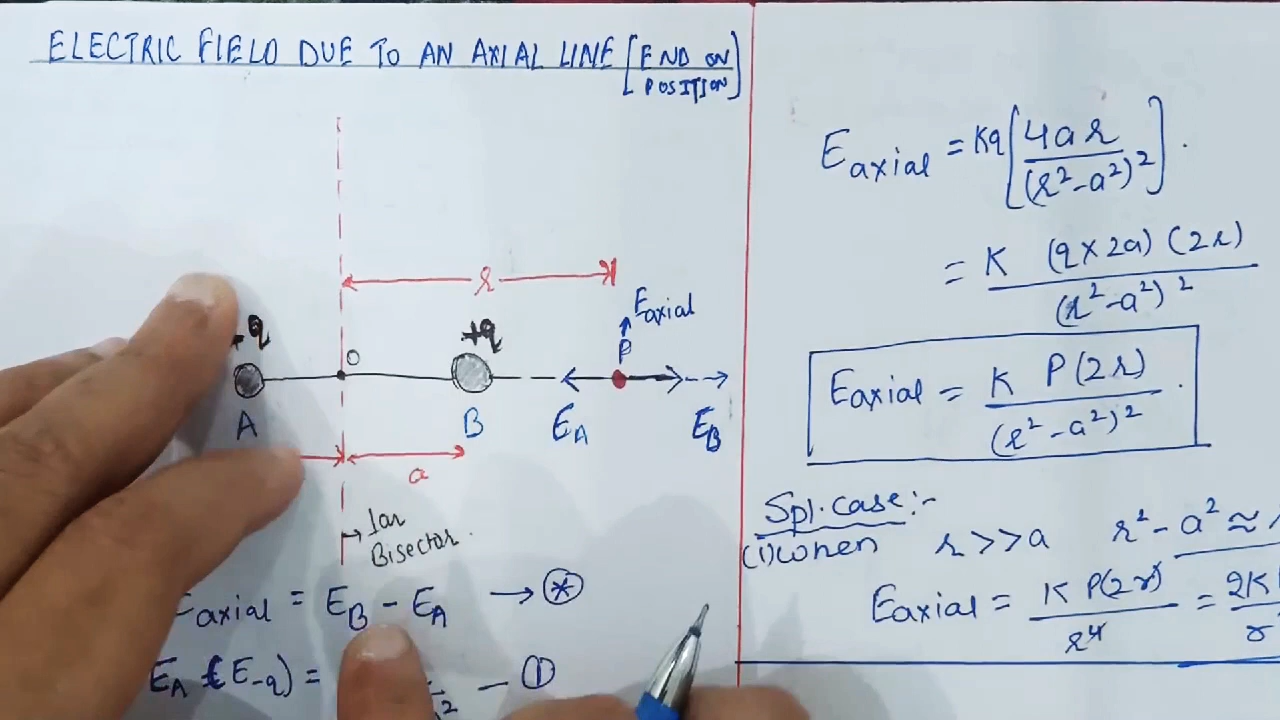 ELECTRIC FIELD DUE TO AN AXIAL LINE [END ON POSITION]
r
-q
+q
E axial
O
P
A
B
E_A
E_B
a
⊥ar
Bisector.
E axial = E_B - E_A → ⊛
E_A (E_-q) = — ①
E axial = Kq [4ar / (r² - a²)²].
= K (q × 2a) (2r) / (r² - a²)²
E axial = K P(2r) / (r² - a²)².
Spl. case :-
(i) when r >> a r² - a² ≈
E axial = K P(2r) / r⁴ = 2K / r